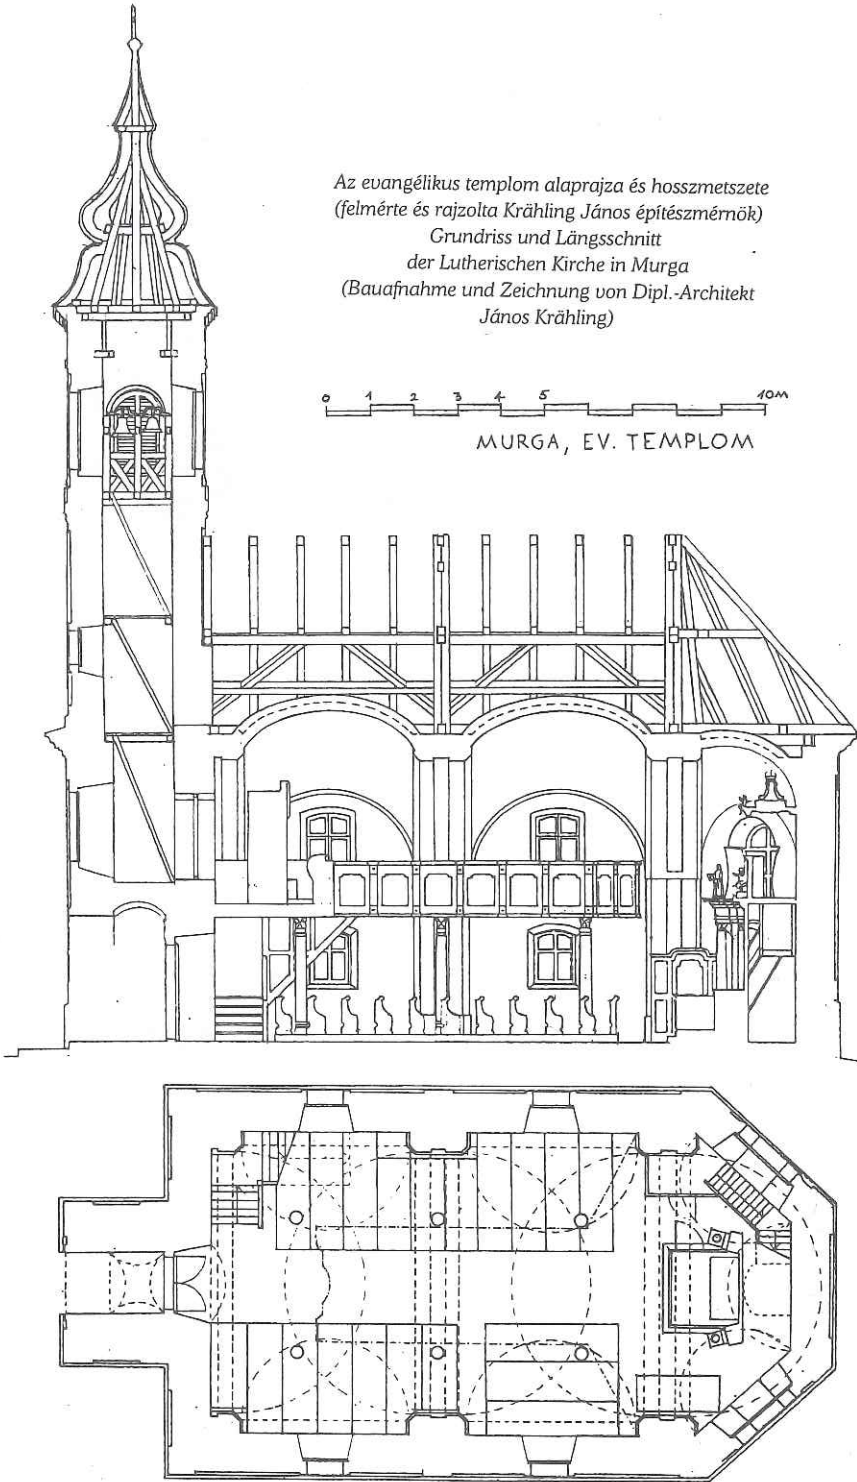 Az evangélikus templom alaprajza és hosszmetszete
(felmérte és rajzolta Krähling János építészmérnök)
Grundriss und Längsschnitt
der Lutherischen Kirche in Murga
(Bauafnahme und Zeichnung von Dipl.-Architekt
János Krähling)
0 1 2 3 4 5 10M
MURGA, EV. TEMPLOM